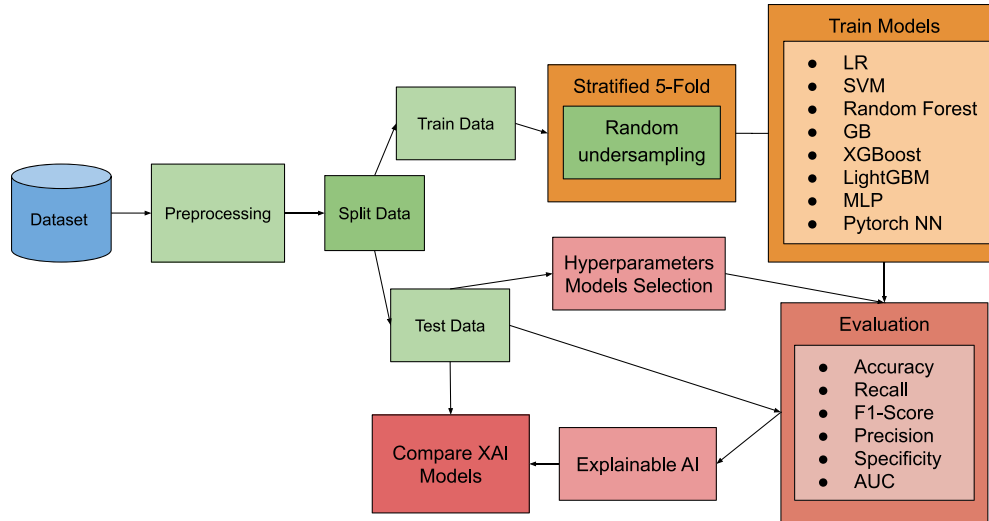 Dataset
Preprocessing
Split Data
Train Data
Stratified 5-Fold
Random
undersampling
Train Models
● LR
● SVM
● Random Forest
● GB
● XGBoost
● LightGBM
● MLP
● Pytorch NN
Hyperparameters
Models Selection
Test Data
Evaluation
● Accuracy
● Recall
● F1-Score
● Precision
● Specificity
● AUC
Explainable AI
Compare XAI
Models